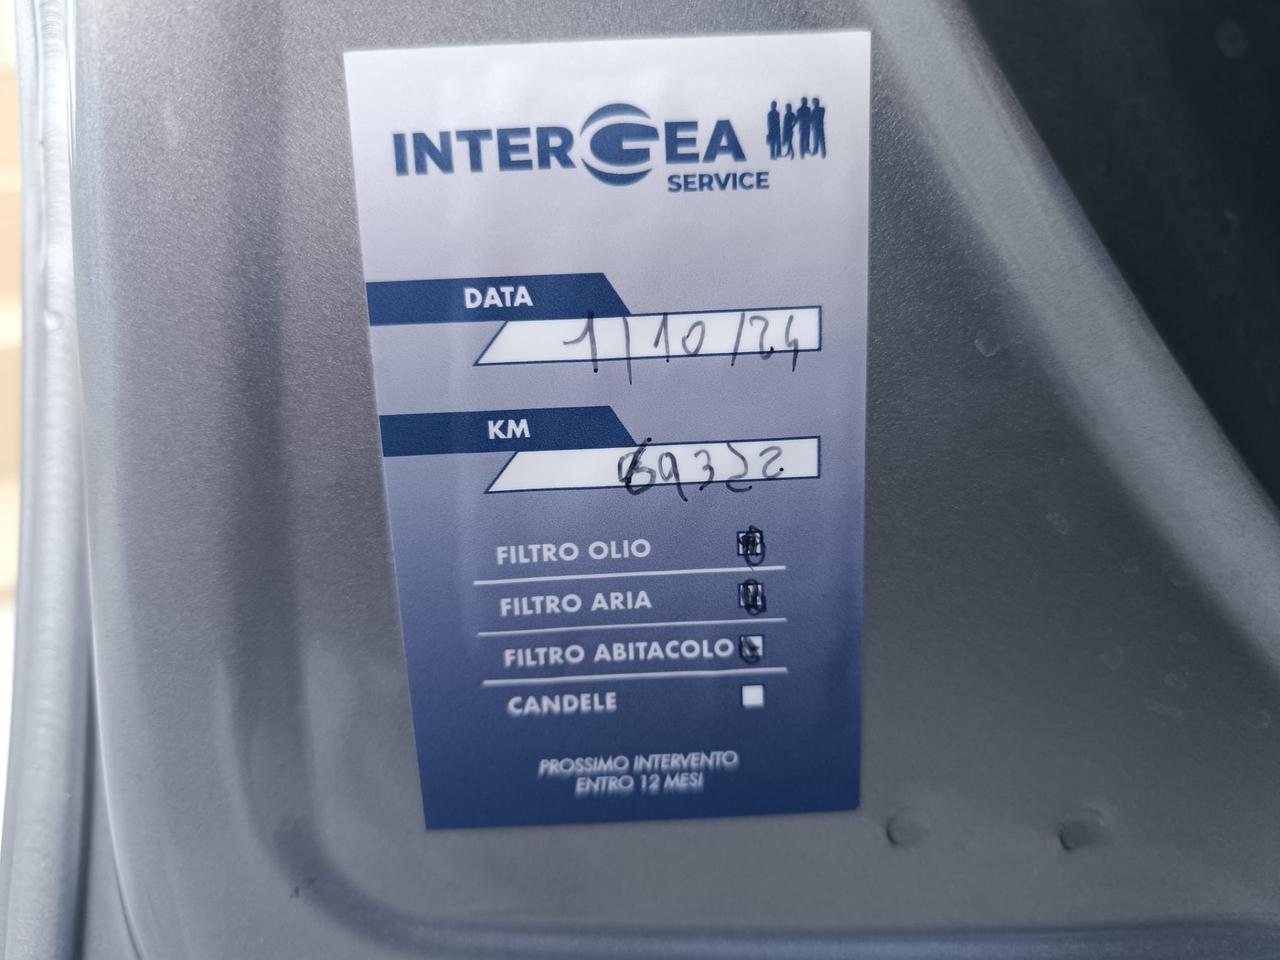 INTERGEA
SERVICE
DATA
1/10/24
KM
69322
FILTRO OLIO
FILTRO ARIA
FILTRO ABITACOLO
CANDELE
PROSSIMO INTERVENTO
ENTRO 12 MESI